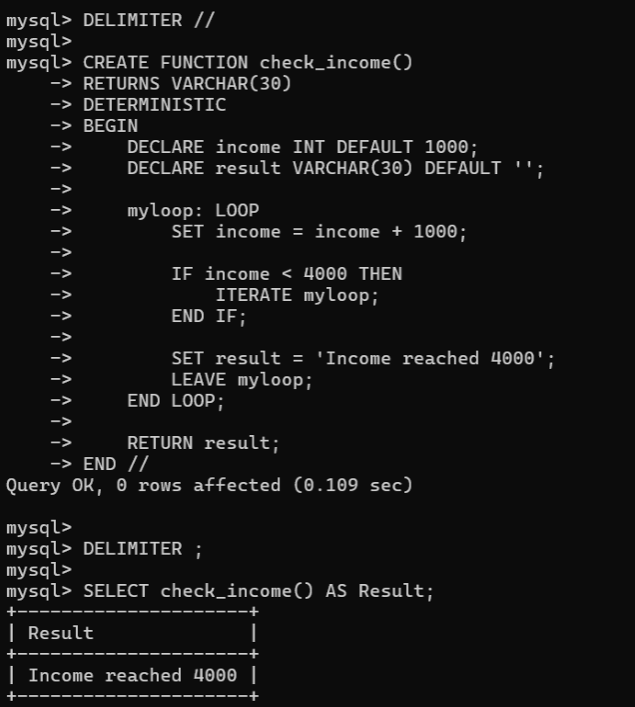 mysql> DELIMITER //
mysql>
mysql> CREATE FUNCTION check_income()
    -> RETURNS VARCHAR(30)
    -> DETERMINISTIC
    -> BEGIN
    ->     DECLARE income INT DEFAULT 1000;
    ->     DECLARE result VARCHAR(30) DEFAULT '';
    ->
    ->     myloop: LOOP
    ->         SET income = income + 1000;
    ->
    ->         IF income < 4000 THEN
    ->             ITERATE myloop;
    ->         END IF;
    ->
    ->         SET result = 'Income reached 4000';
    ->         LEAVE myloop;
    ->     END LOOP;
    ->
    ->     RETURN result;
    -> END //
Query OK, 0 rows affected (0.109 sec)

mysql>
mysql> DELIMITER ;
mysql>
mysql> SELECT check_income() AS Result;
+---------------------+
| Result              |
+---------------------+
| Income reached 4000 |
+---------------------+